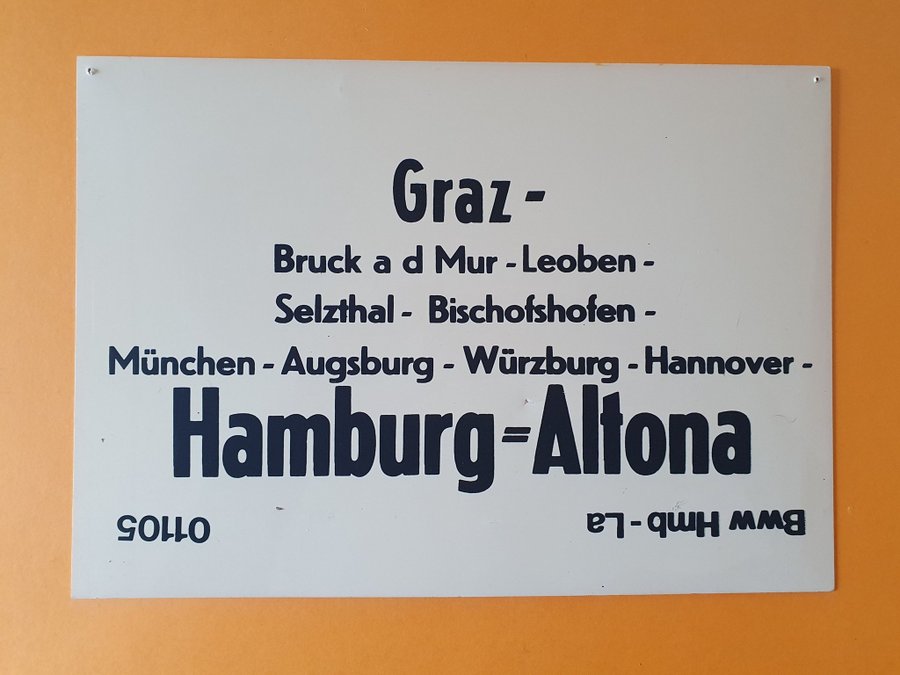 Graz -
Bruck a d Mur - Leoben -
Selzthal - Bischofshofen -
München - Augsburg - Würzburg - Hannover -
Hamburg=Altona
Bww Hmb - La
01105